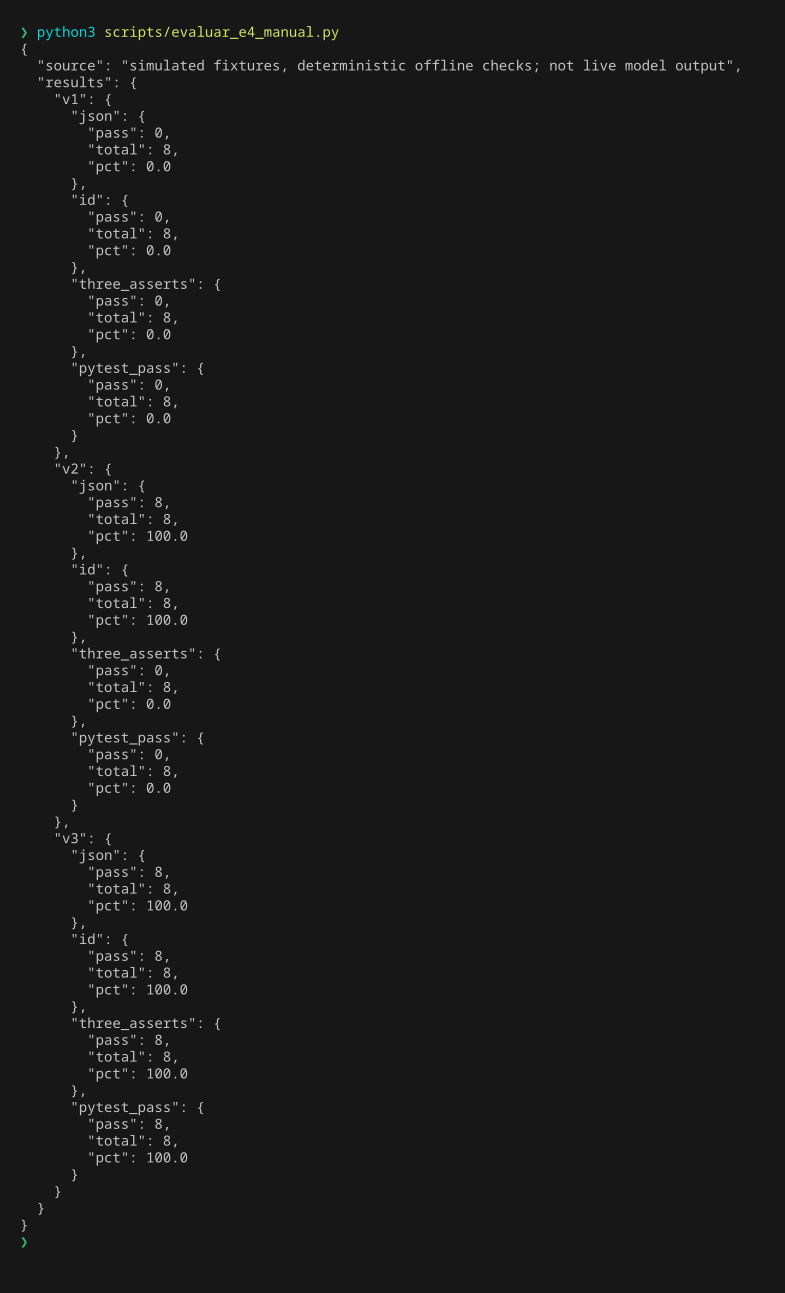 ❯ python3 scripts/evaluar_e4_manual.py
{
  "source": "simulated fixtures, deterministic offline checks; not live model output",
  "results": {
    "v1": {
      "json": {
        "pass": 0,
        "total": 8,
        "pct": 0.0
      },
      "id": {
        "pass": 0,
        "total": 8,
        "pct": 0.0
      },
      "three_asserts": {
        "pass": 0,
        "total": 8,
        "pct": 0.0
      },
      "pytest_pass": {
        "pass": 0,
        "total": 8,
        "pct": 0.0
      }
    },
    "v2": {
      "json": {
        "pass": 8,
        "total": 8,
        "pct": 100.0
      },
      "id": {
        "pass": 8,
        "total": 8,
        "pct": 100.0
      },
      "three_asserts": {
        "pass": 0,
        "total": 8,
        "pct": 0.0
      },
      "pytest_pass": {
        "pass": 0,
        "total": 8,
        "pct": 0.0
      }
    },
    "v3": {
      "json": {
        "pass": 8,
        "total": 8,
        "pct": 100.0
      },
      "id": {
        "pass": 8,
        "total": 8,
        "pct": 100.0
      },
      "three_asserts": {
        "pass": 8,
        "total": 8,
        "pct": 100.0
      },
      "pytest_pass": {
        "pass": 8,
        "total": 8,
        "pct": 100.0
      }
    }
  }
}
❯